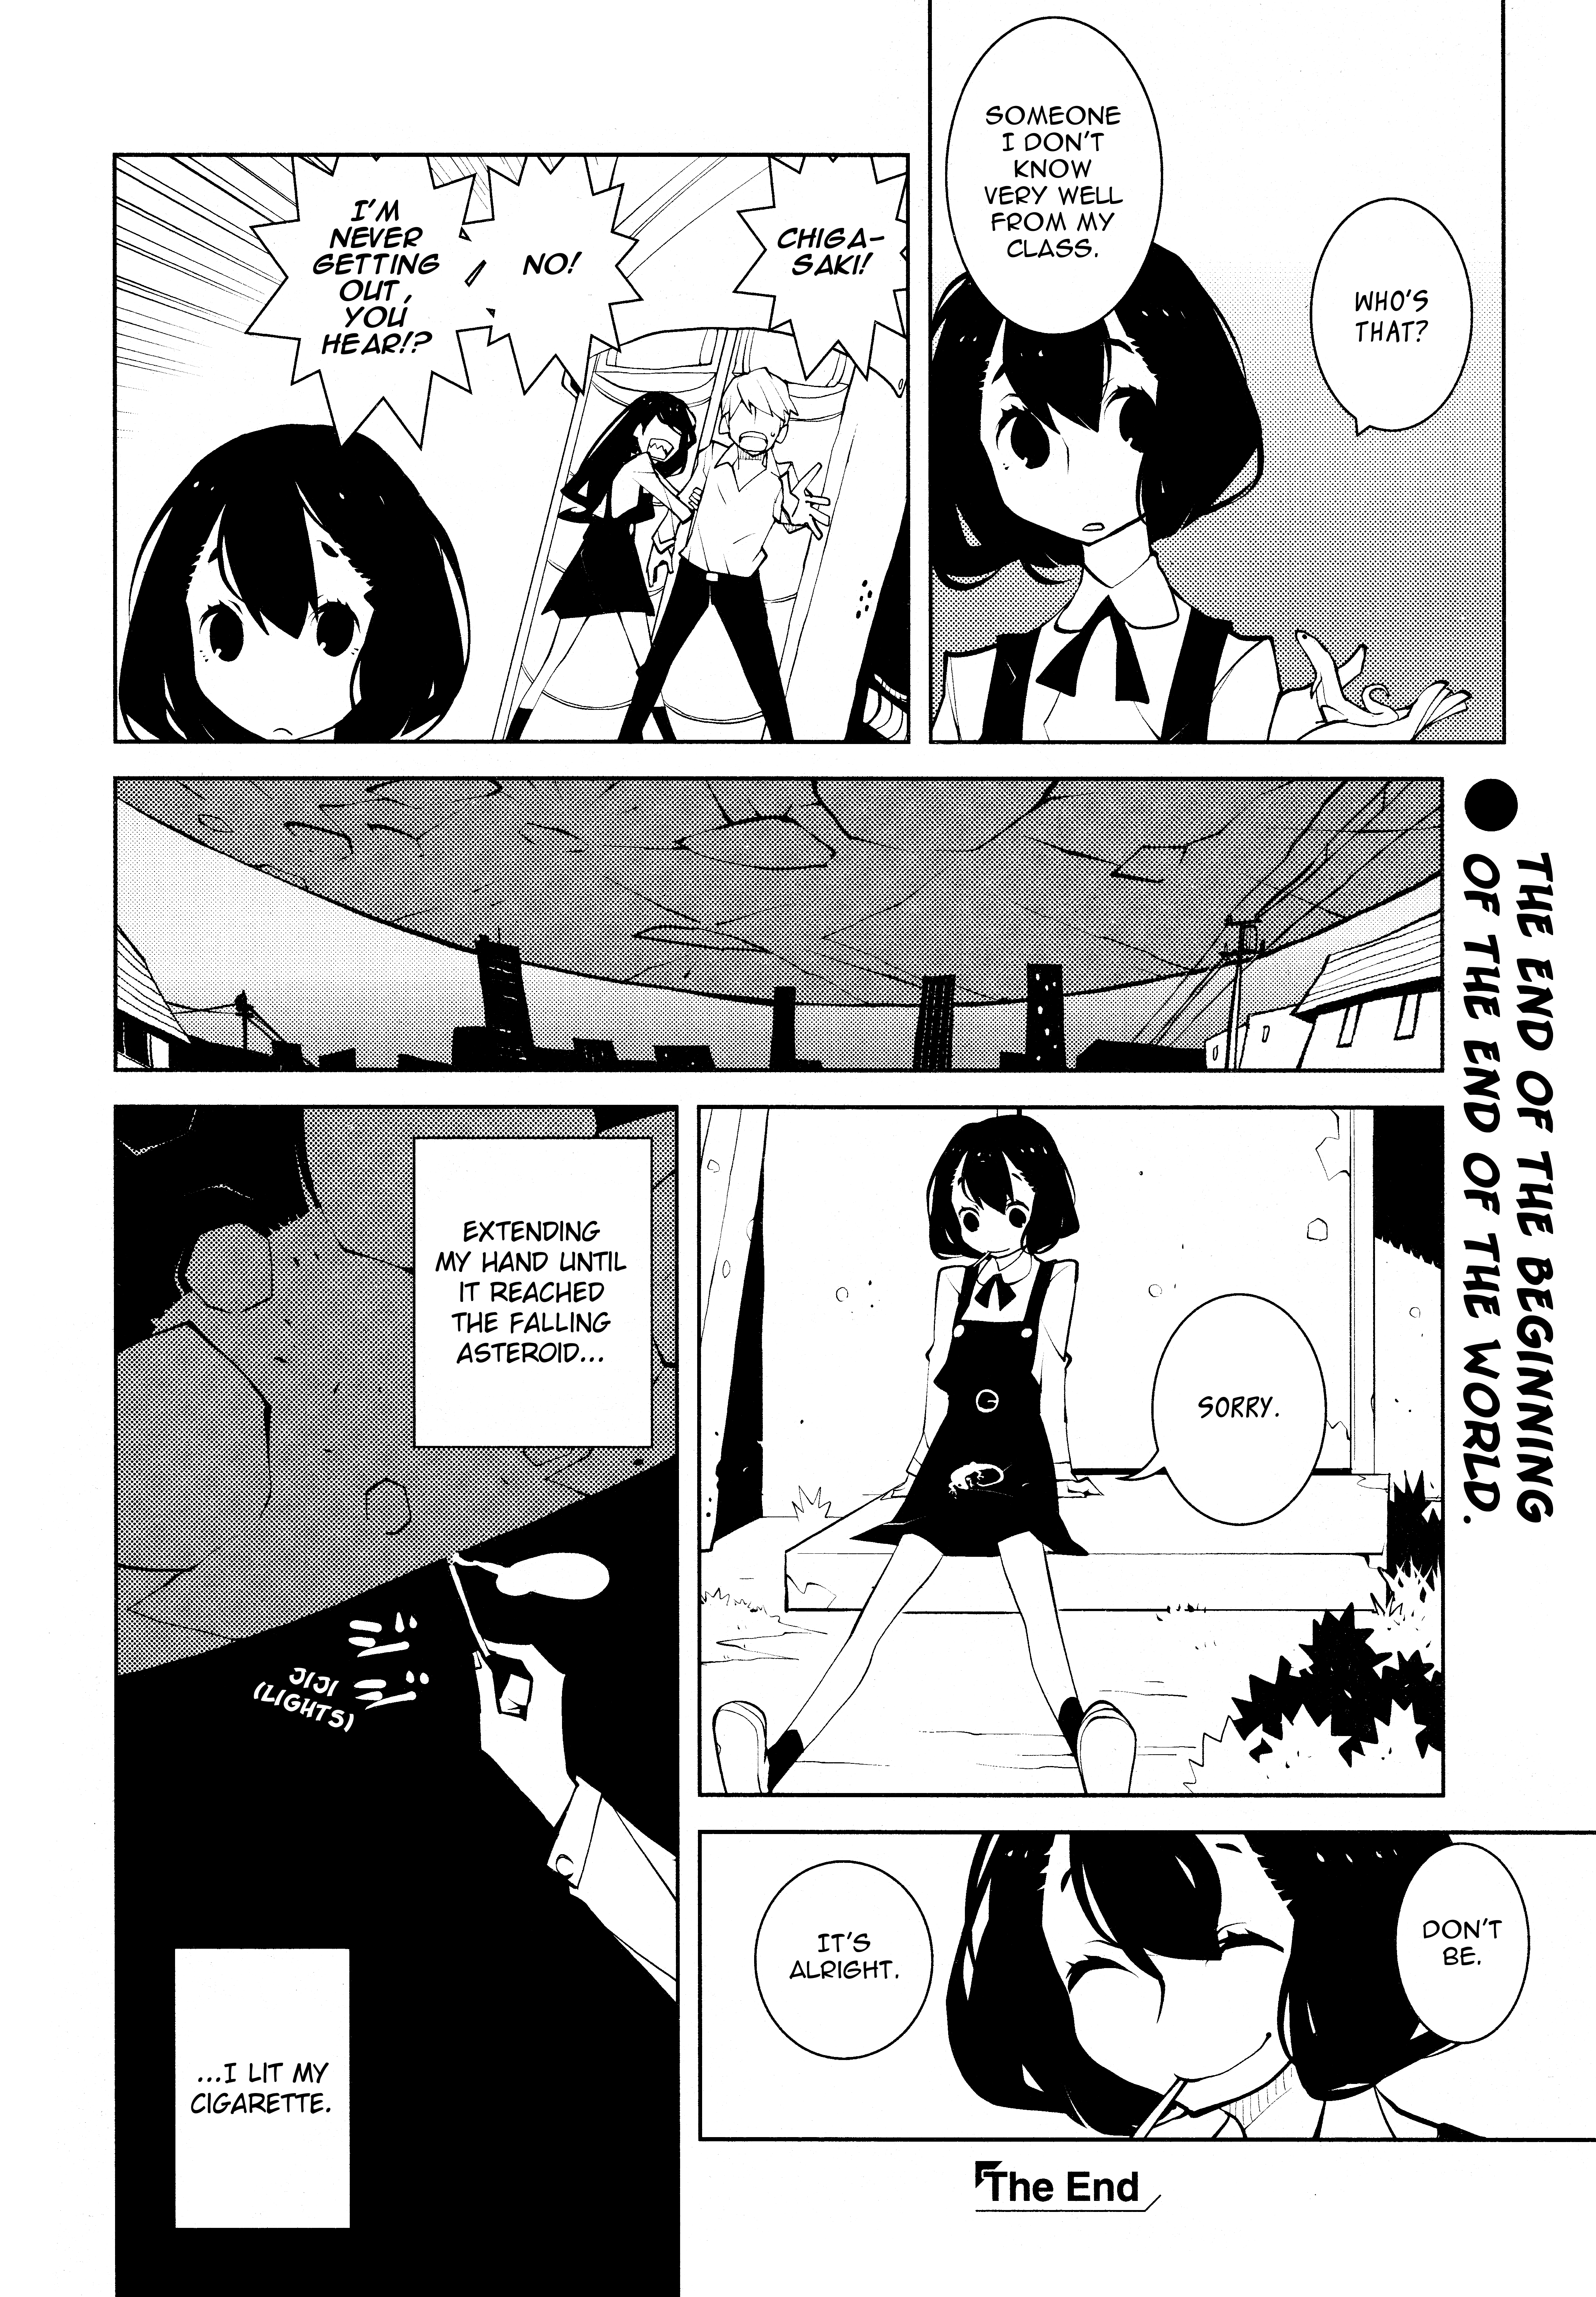 WHO'S
THAT?
SOMEONE
I DON'T
KNOW
VERY WELL
FROM MY
CLASS.
CHIGA-
SAKI!
NO!
I'M
NEVER
GETTING
OUT,
YOU
HEAR!?
THE END OF THE BEGINNING
OF THE END OF THE WORLD.
SORRY.
DON'T
BE.
IT'S
ALRIGHT.
EXTENDING
MY HAND UNTIL
IT REACHED
THE FALLING
ASTEROID...
ジジ
JIJI
(LIGHTS)
...I LIT MY
CIGARETTE.
The End